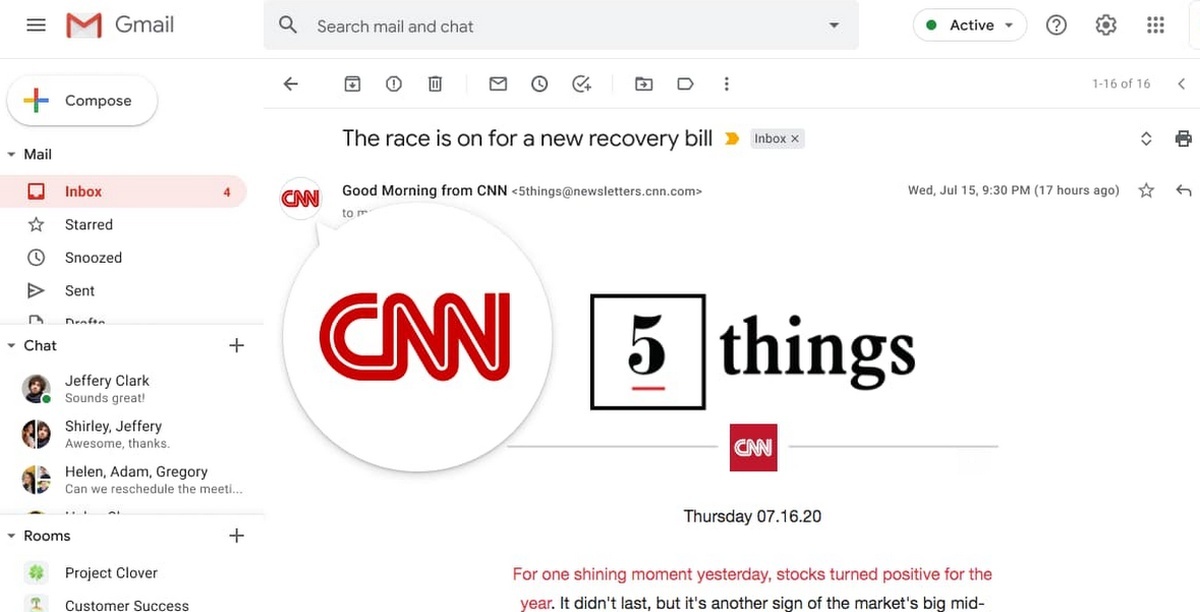 Gmail
Search mail and chat
Active
Compose
1-16 of 16
The race is on for a new recovery bill
Inbox ×
Mail
Inbox 4
CNN
Good Morning from CNN <5things@newsletters.cnn.com>
Wed, Jul 15, 9:30 PM (17 hours ago)
to
Starred
Snoozed
Sent
Drafts
CNN
5 things
CNN
Chat
Jeffery Clark
Sounds great!
Shirley, Jeffery
Awesome, thanks.
Helen, Adam, Gregory
Can we reschedule the meeti...
Rooms
Project Clover
Customer Success
Thursday 07.16.20
For one shining moment yesterday, stocks turned positive for the
year. It didn't last, but it's another sign of the market's big mid-